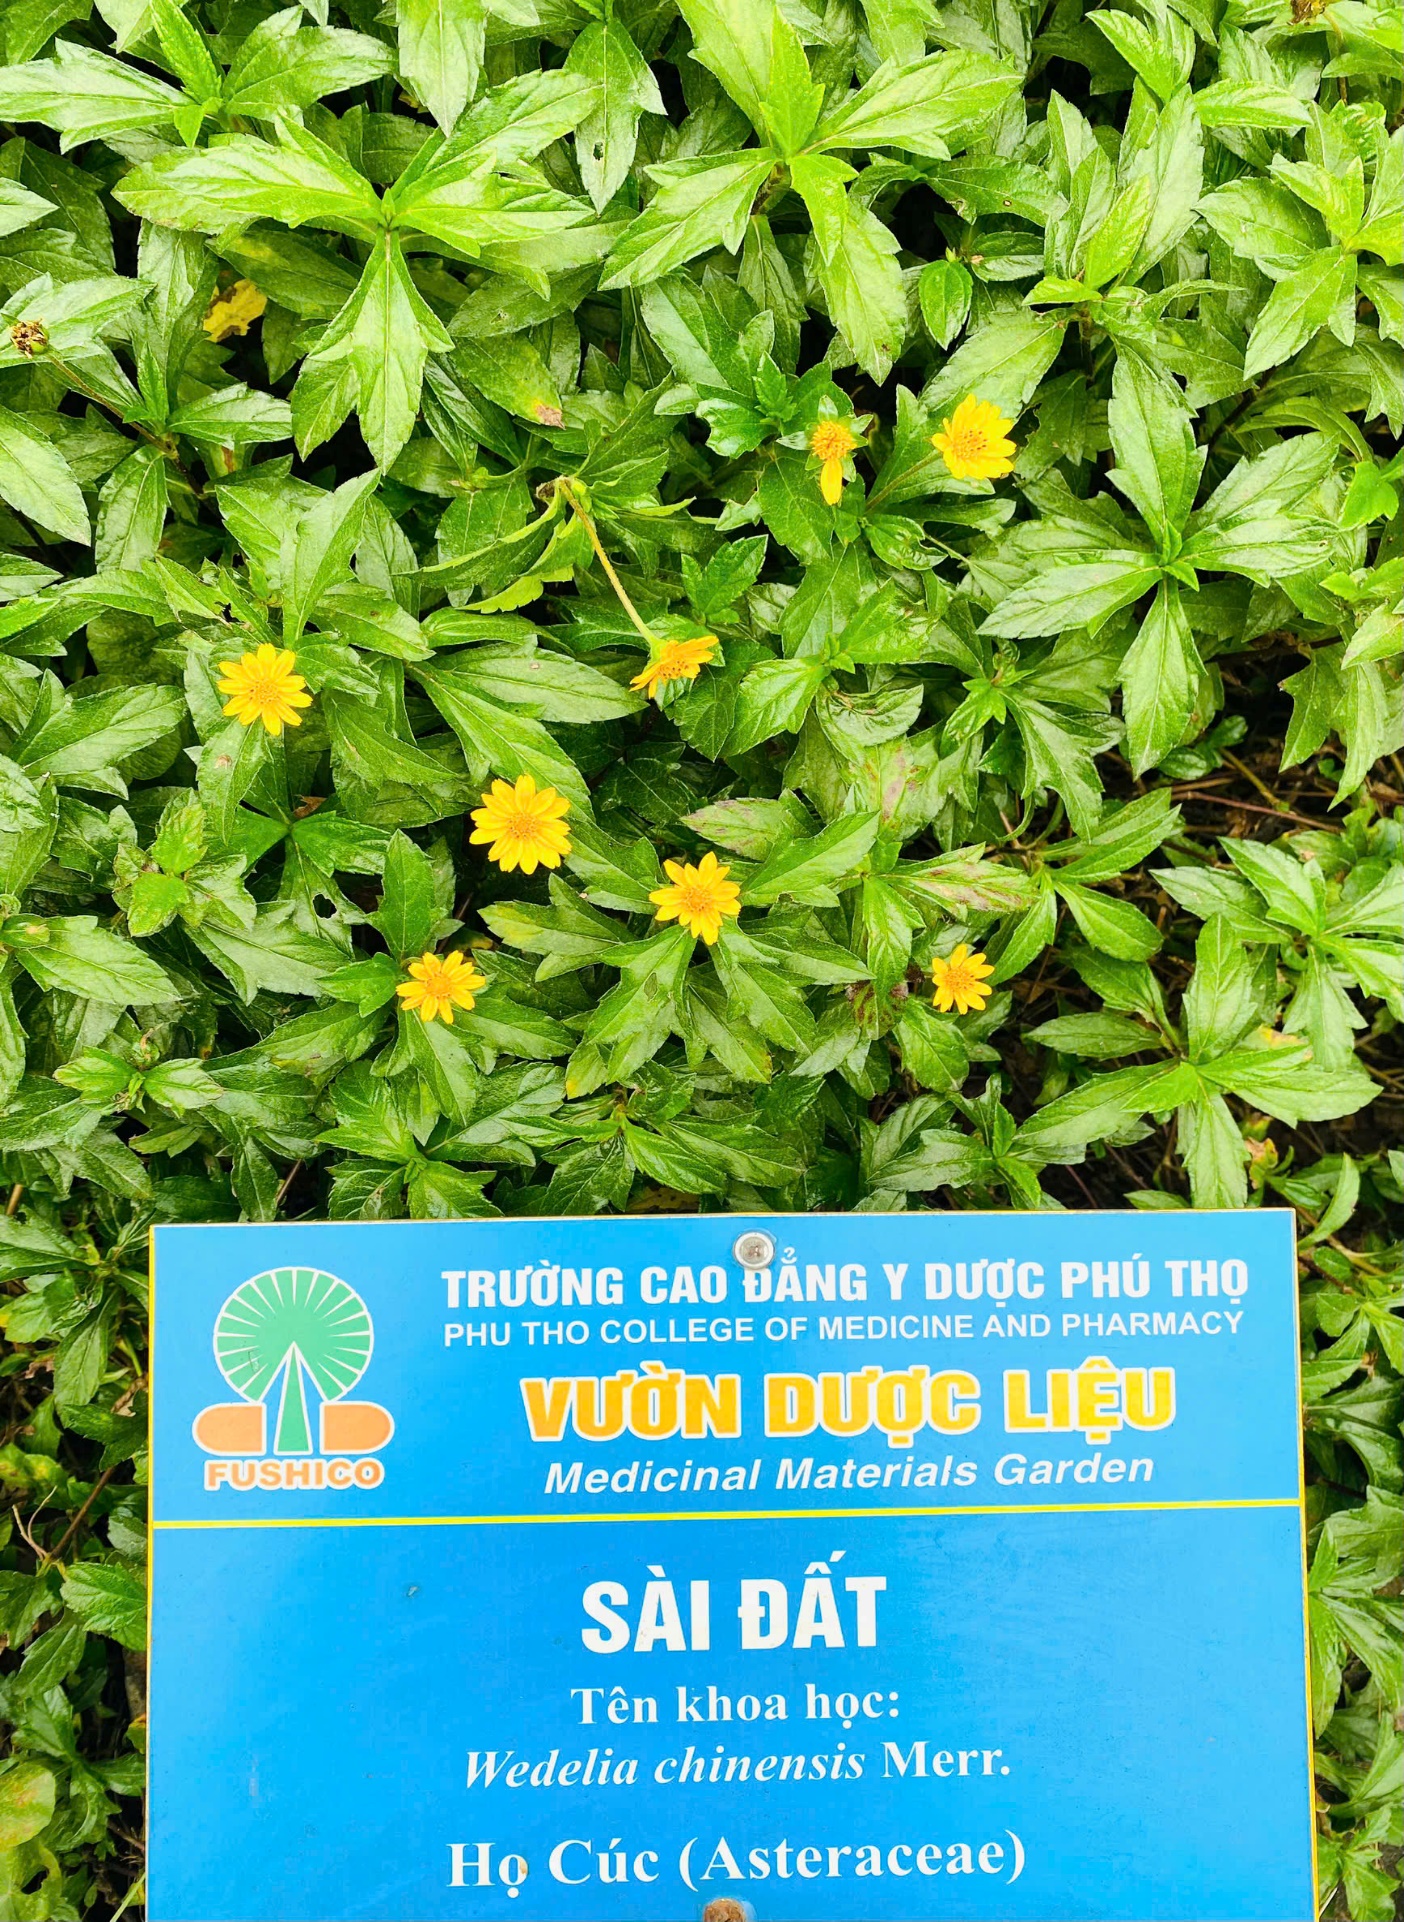 TRƯỜNG CAO ĐẲNG Y DƯỢC PHÚ THỌ
PHU THO COLLEGE OF MEDICINE AND PHARMACY
VƯỜN DƯỢC LIỆU
Medicinal Materials Garden
FUSHICO
SÀI ĐẤT
Tên khoa học:
Wedelia chinensis Merr.
Họ Cúc (Asteraceae)